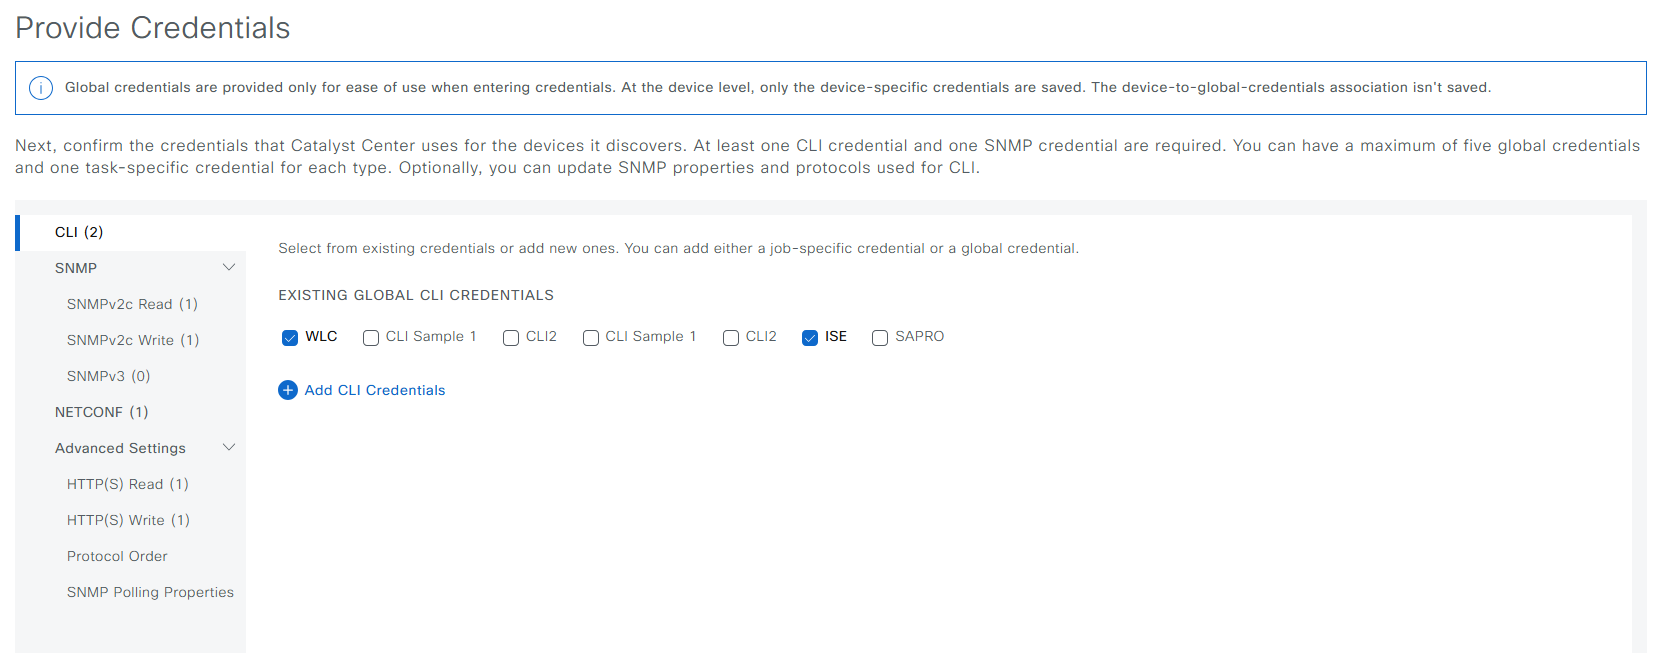 Provide Credentials
Global credentials are provided only for ease of use when entering credentials. At the device level, only the device-specific credentials are saved. The device-to-global-credentials association isn't saved.
Next, confirm the credentials that Catalyst Center uses for the devices it discovers. At least one CLI credential and one SNMP credential are required. You can have a maximum of five global credentials
and one task-specific credential for each type. Optionally, you can update SNMP properties and protocols used for CLI.
CLI (2)
SNMP
SNMPv2c Read (1)
SNMPv2c Write (1)
SNMPv3 (0)
NETCONF (1)
Advanced Settings
HTTP(S) Read (1)
HTTP(S) Write (1)
Protocol Order
SNMP Polling Properties
Select from existing credentials or add new ones. You can add either a job-specific credential or a global credential.
EXISTING GLOBAL CLI CREDENTIALS
WLC CLI Sample 1 CLI2 CLI Sample 1 CLI2 ISE SAPRO
Add CLI Credentials